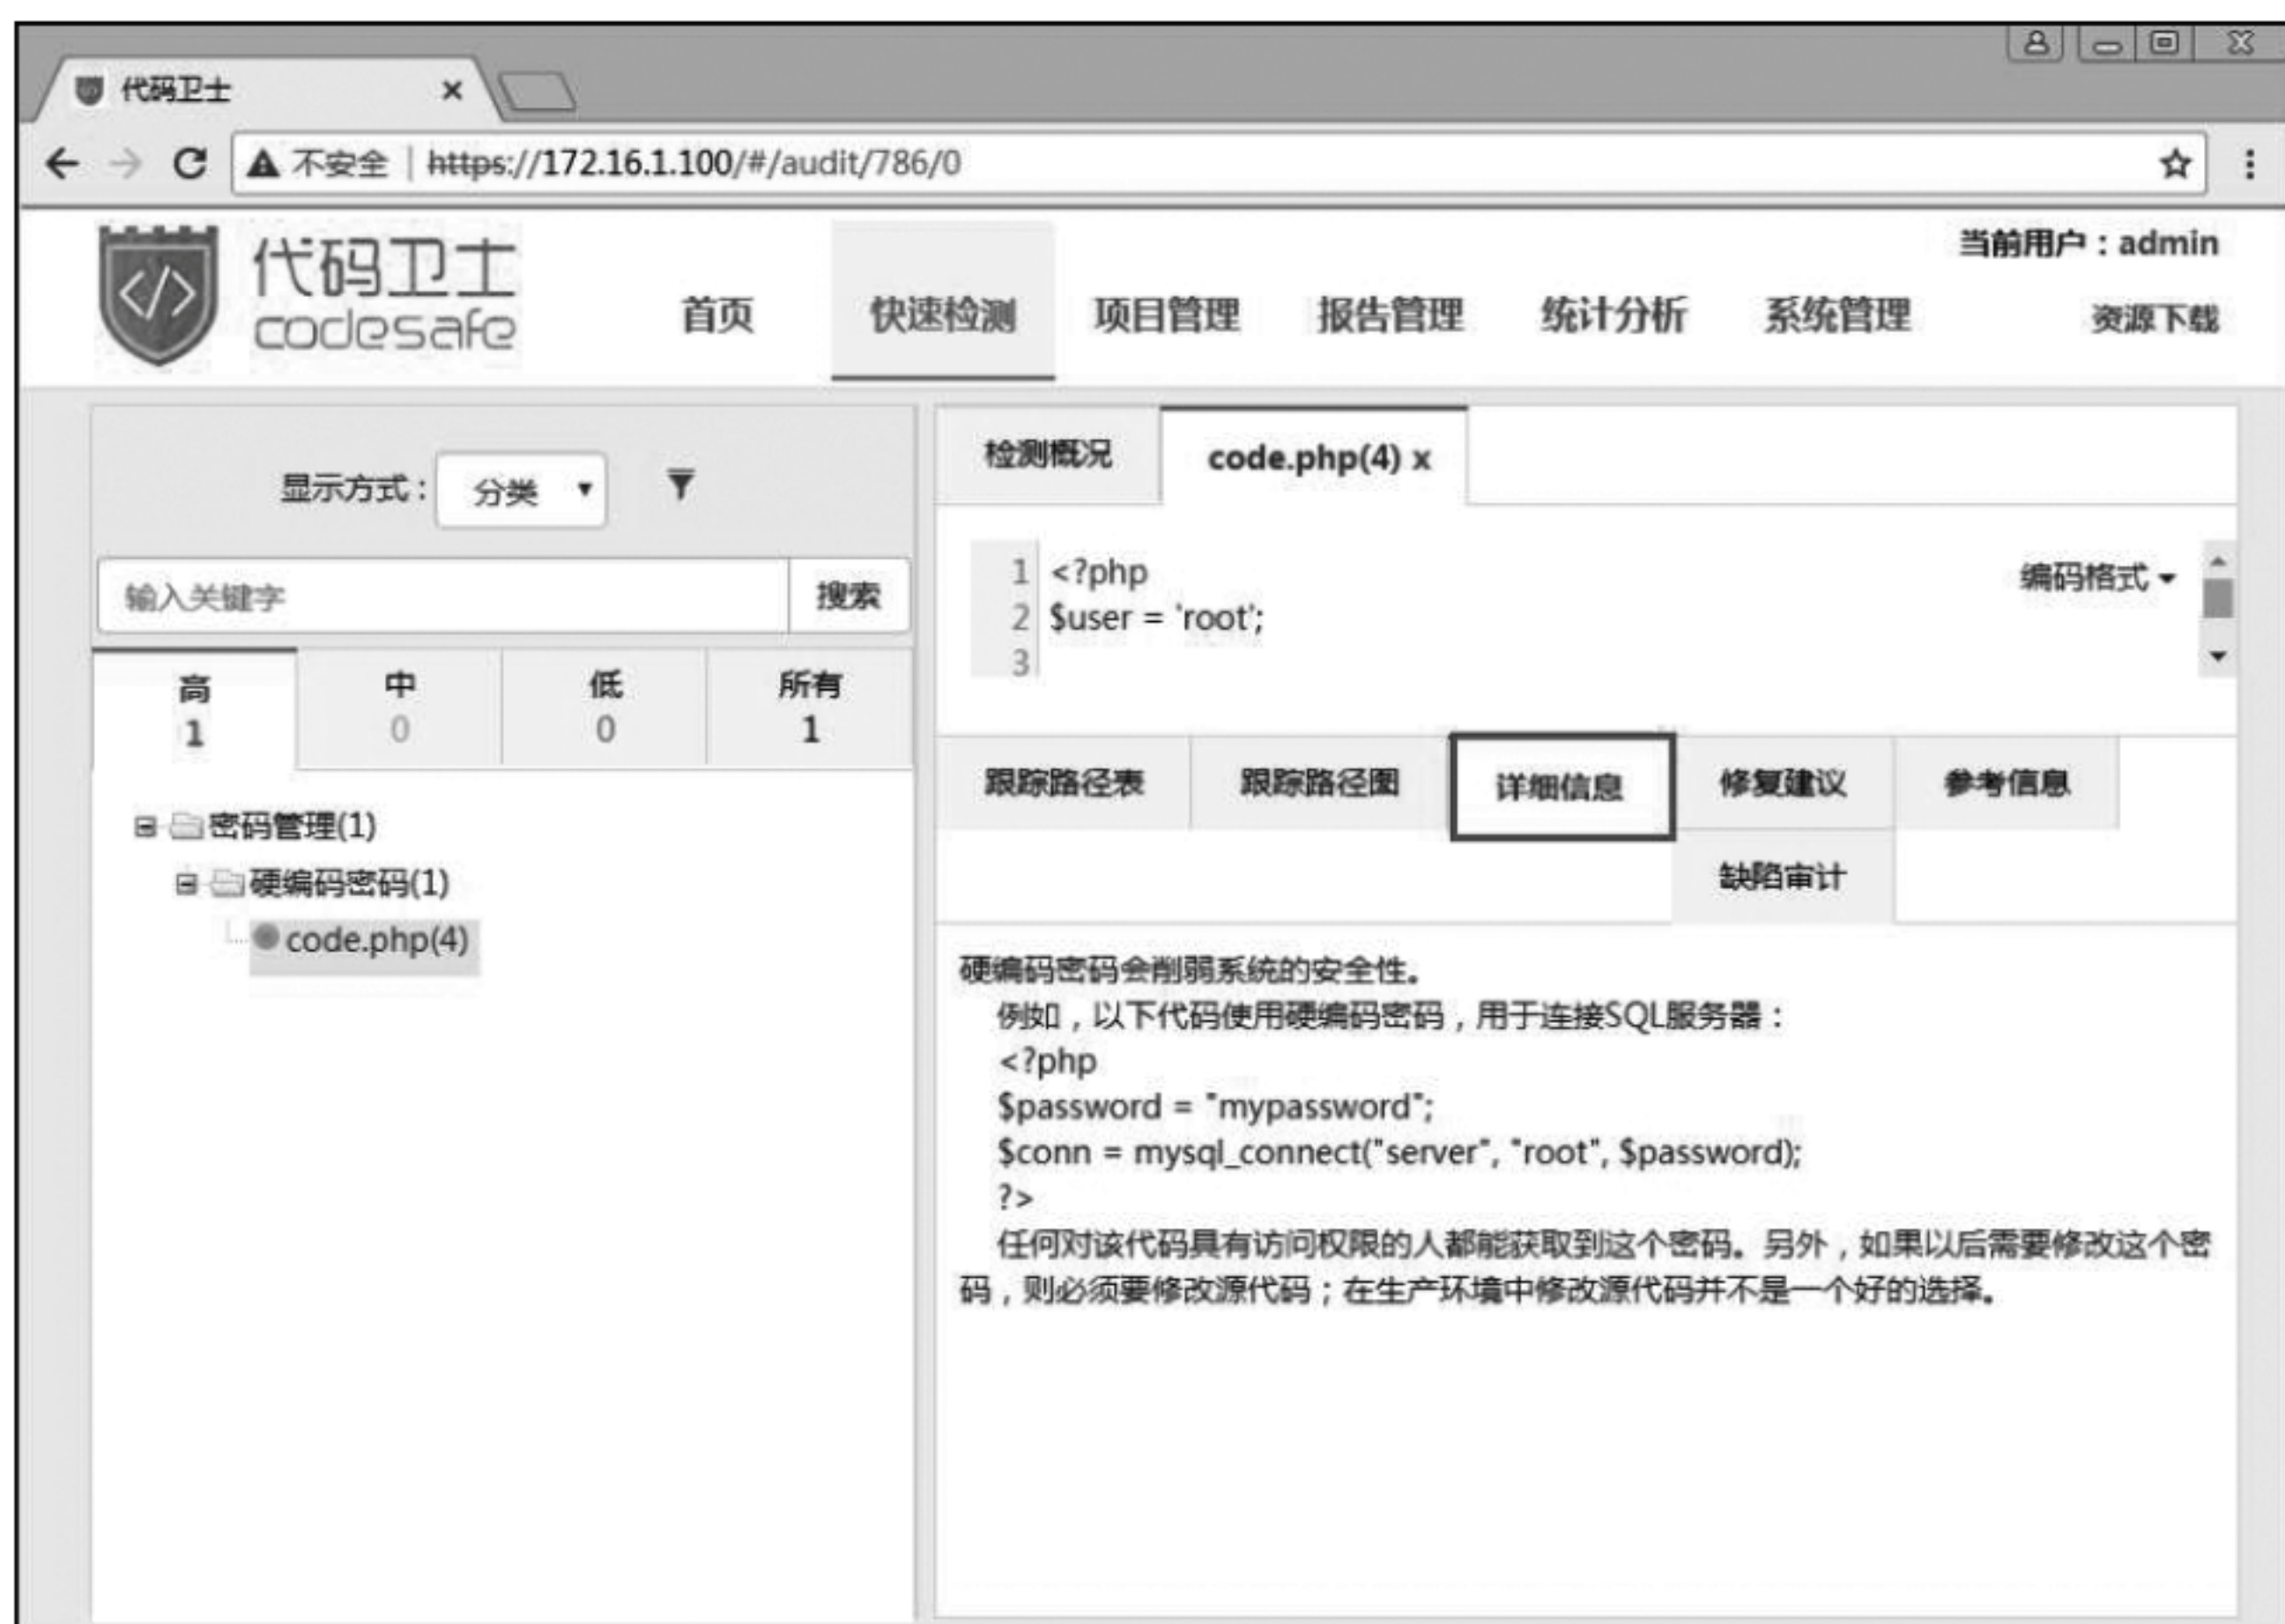 代码卫士 ×
不安全 | https://172.16.1.100/#/audit/786/0
代码卫士
codesafe
当前用户：admin
首页 快速检测 项目管理 报告管理 统计分析 系统管理 资源下载
显示方式： 分类
输入关键字 搜索
高 中 低 所有
1 0 0 1
密码管理(1)
硬编码密码(1)
code.php(4)
检测概况 code.php(4) x
编码格式
1 <?php
2 $user = 'root';
3
跟踪路径表 跟踪路径图 详细信息 修复建议 参考信息
缺陷审计
硬编码密码会削弱系统的安全性。
例如，以下代码使用硬编码密码，用于连接SQL服务器：
<?php
$password = "mypassword";
$conn = mysql_connect("server", "root", $password);
?>
任何对该代码具有访问权限的人都能获取到这个密码。另外，如果以后需要修改这个密
码，则必须要修改源代码；在生产环境中修改源代码并不是一个好的选择。